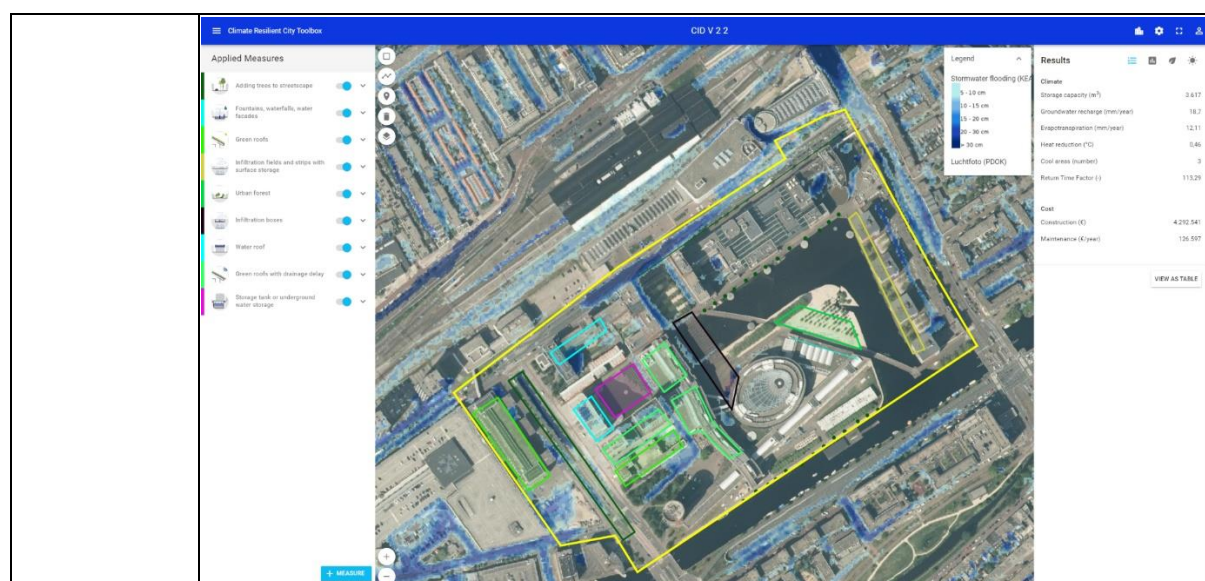 Climate Resilient City Toolbox
CID V 2 2
Applied Measures
Adding trees to streetscape
Fountains, waterfalls, water
facades
Green roofs
Infiltration fields and strips with
surface storage
Urban forest
Infiltration boxes
Water roof
Green roofs with drainage delay
Storage tank or underground
water storage
+ MEASURE
Legend
Stormwater flooding (KEA
5 - 10 cm
10 - 15 cm
15 - 20 cm
20 - 30 cm
> 30 cm
Luchtfoto (PDOK)
Results
Climate
Storage capacity (m³) 3.617
Groundwater recharge (mm/year) 18,7
Evapotranspiration (mm/year) 12,11
Heat reduction (°C) 0,46
Cool areas (number) 3
Return Time Factor (-) 113,29
Cost
Construction (€) 4.292.541
Maintenance (€/year) 126.597
VIEW AS TABLE